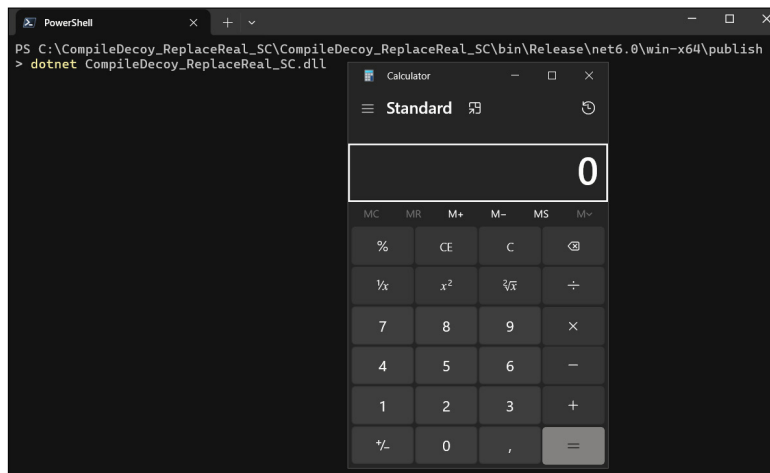 PowerShell
PS C:\CompileDecoy_ReplaceReal_SC\CompileDecoy_ReplaceReal_SC\bin\Release\net6.0\win-x64\publish
> dotnet CompileDecoy_ReplaceReal_SC.dll
Calculator
Standard
0
MC MR M+ M− MS M˅
% CE C
¹/x x² ²√x ÷
7 8 9 ×
4 5 6 −
1 2 3 +
+/− 0 , =